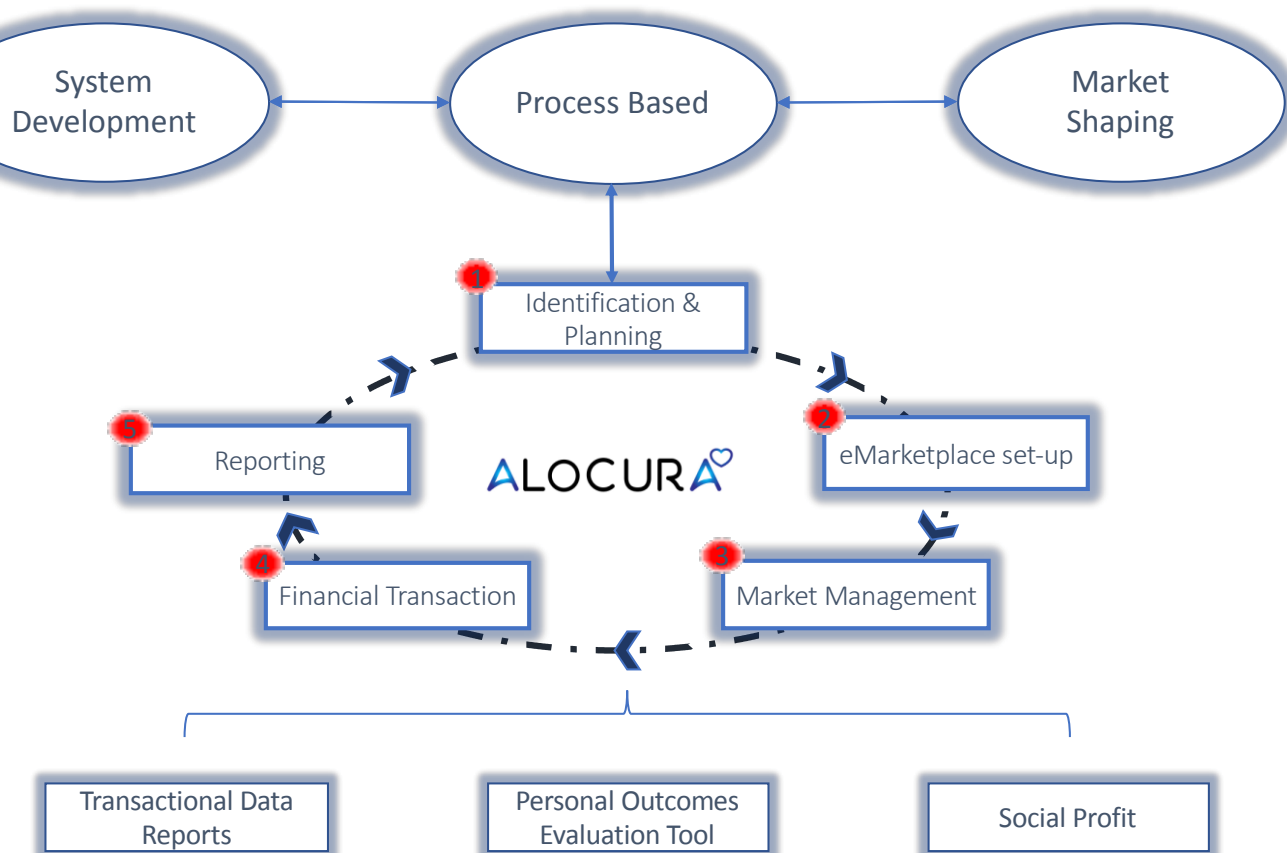 System
Development
Process Based
Market
Shaping
1
Identification &
Planning
2
eMarketplace set-up
5
Reporting
ALOCURA
4
Financial Transaction
3
Market Management
Transactional Data
Reports
Personal Outcomes
Evaluation Tool
Social Profit